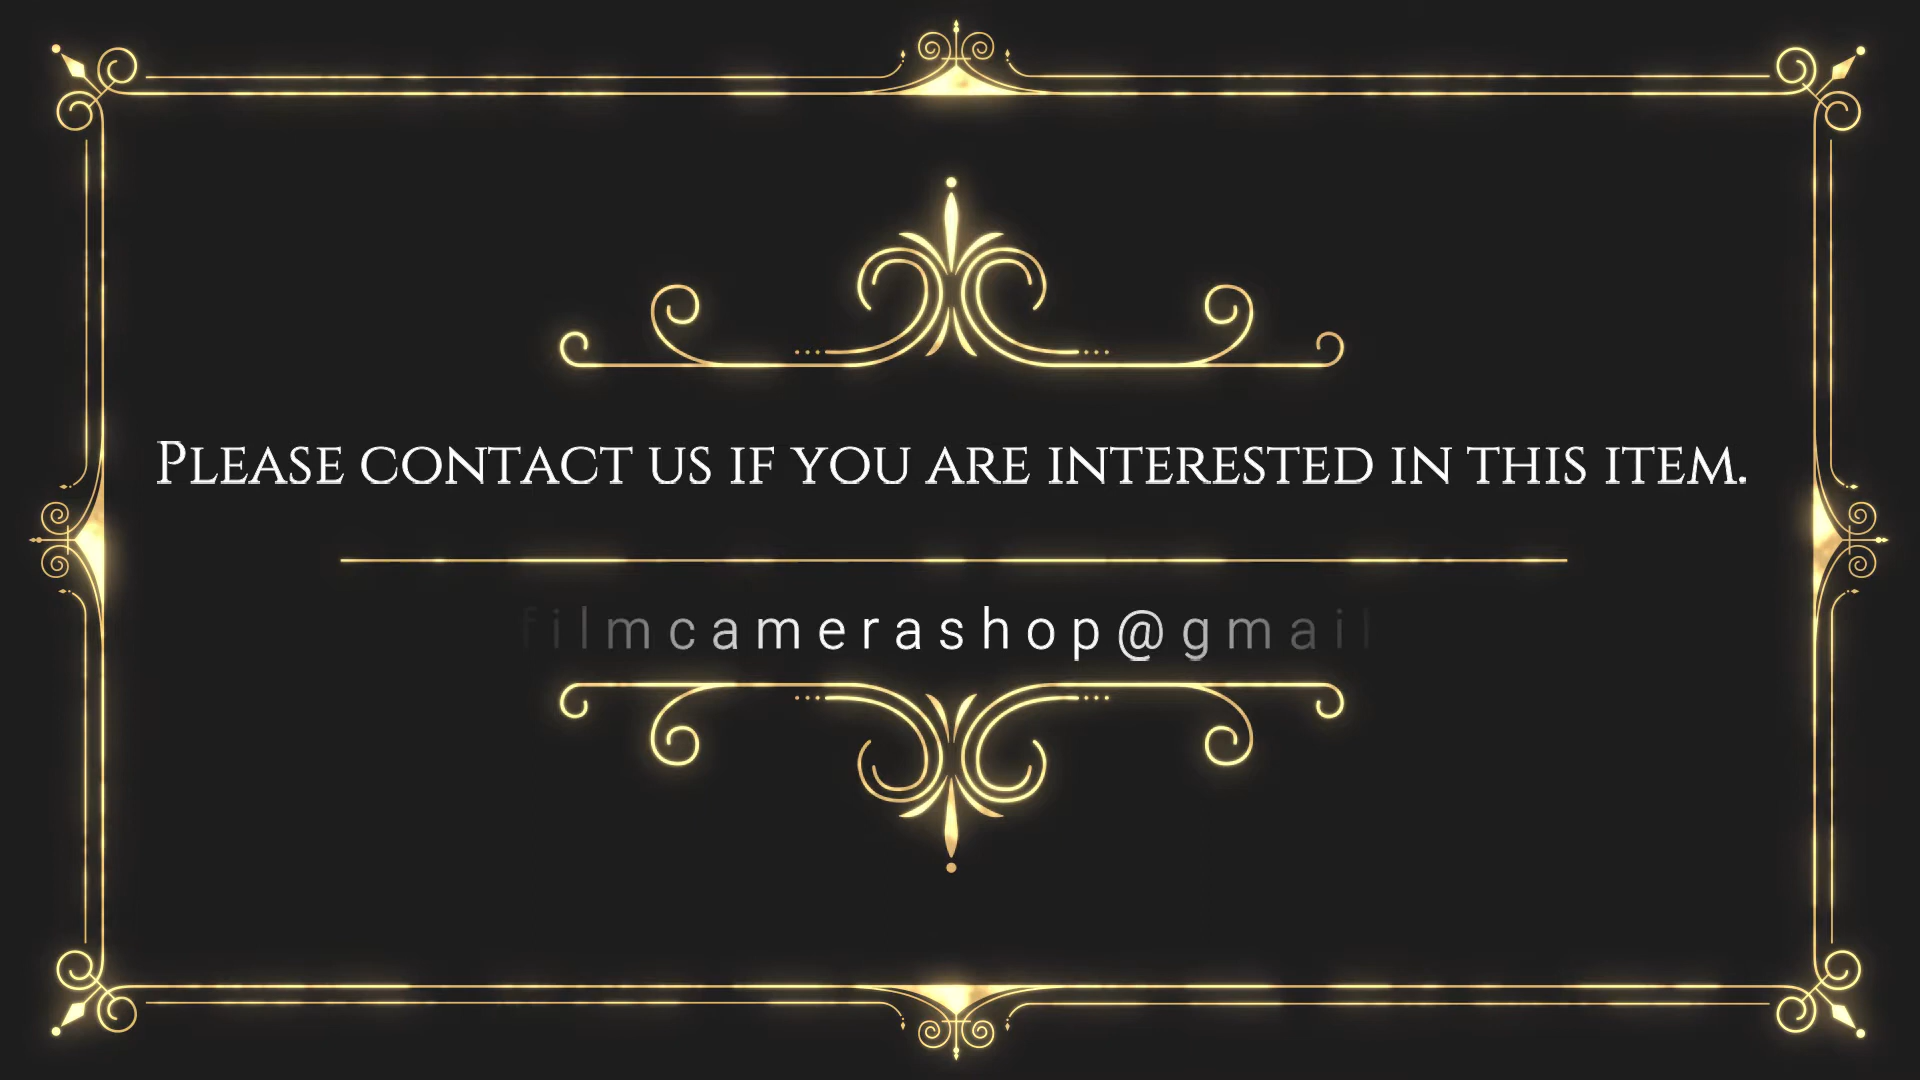 Please contact us if you are interested in this item.
filmcamerashop@gmail